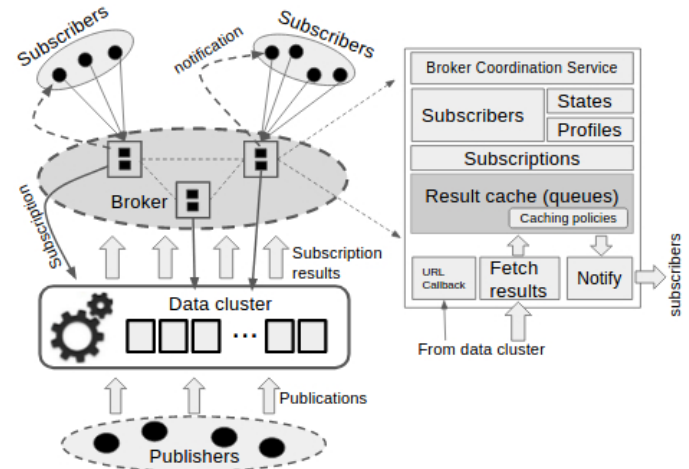 Subscribers
notification
Subscribers
Broker
Subscription
Subscription
results
Data cluster
...
Publications
Publishers
Broker Coordination Service
Subscribers
States
Profiles
Subscriptions
Result cache (queues)
Caching policies
URL
Callback
Fetch
results
Notify
subscribers
From data cluster